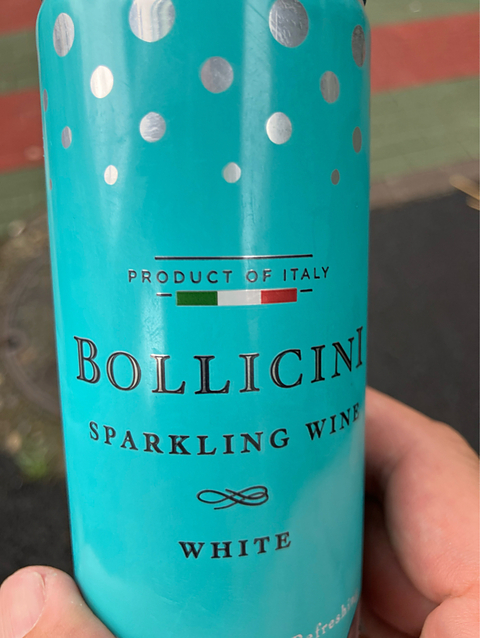 PRODUCT OF ITALY
BOLLICINI
SPARKLING WINE
WHITE